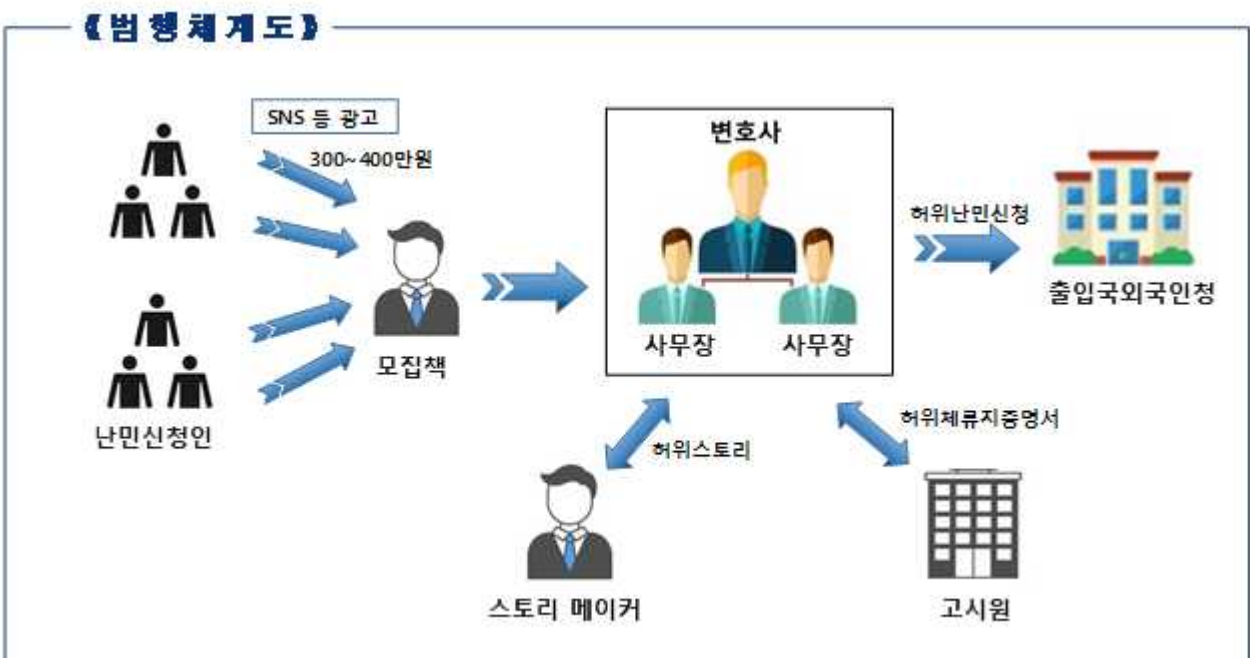 《범행체계도》
SNS 등 광고
300~400만원
모집책
난민신청인
변호사
사무장 사무장
허위난민신청
출입국외국인청
허위스토리
스토리 메이커
허위체류지증명서
고시원